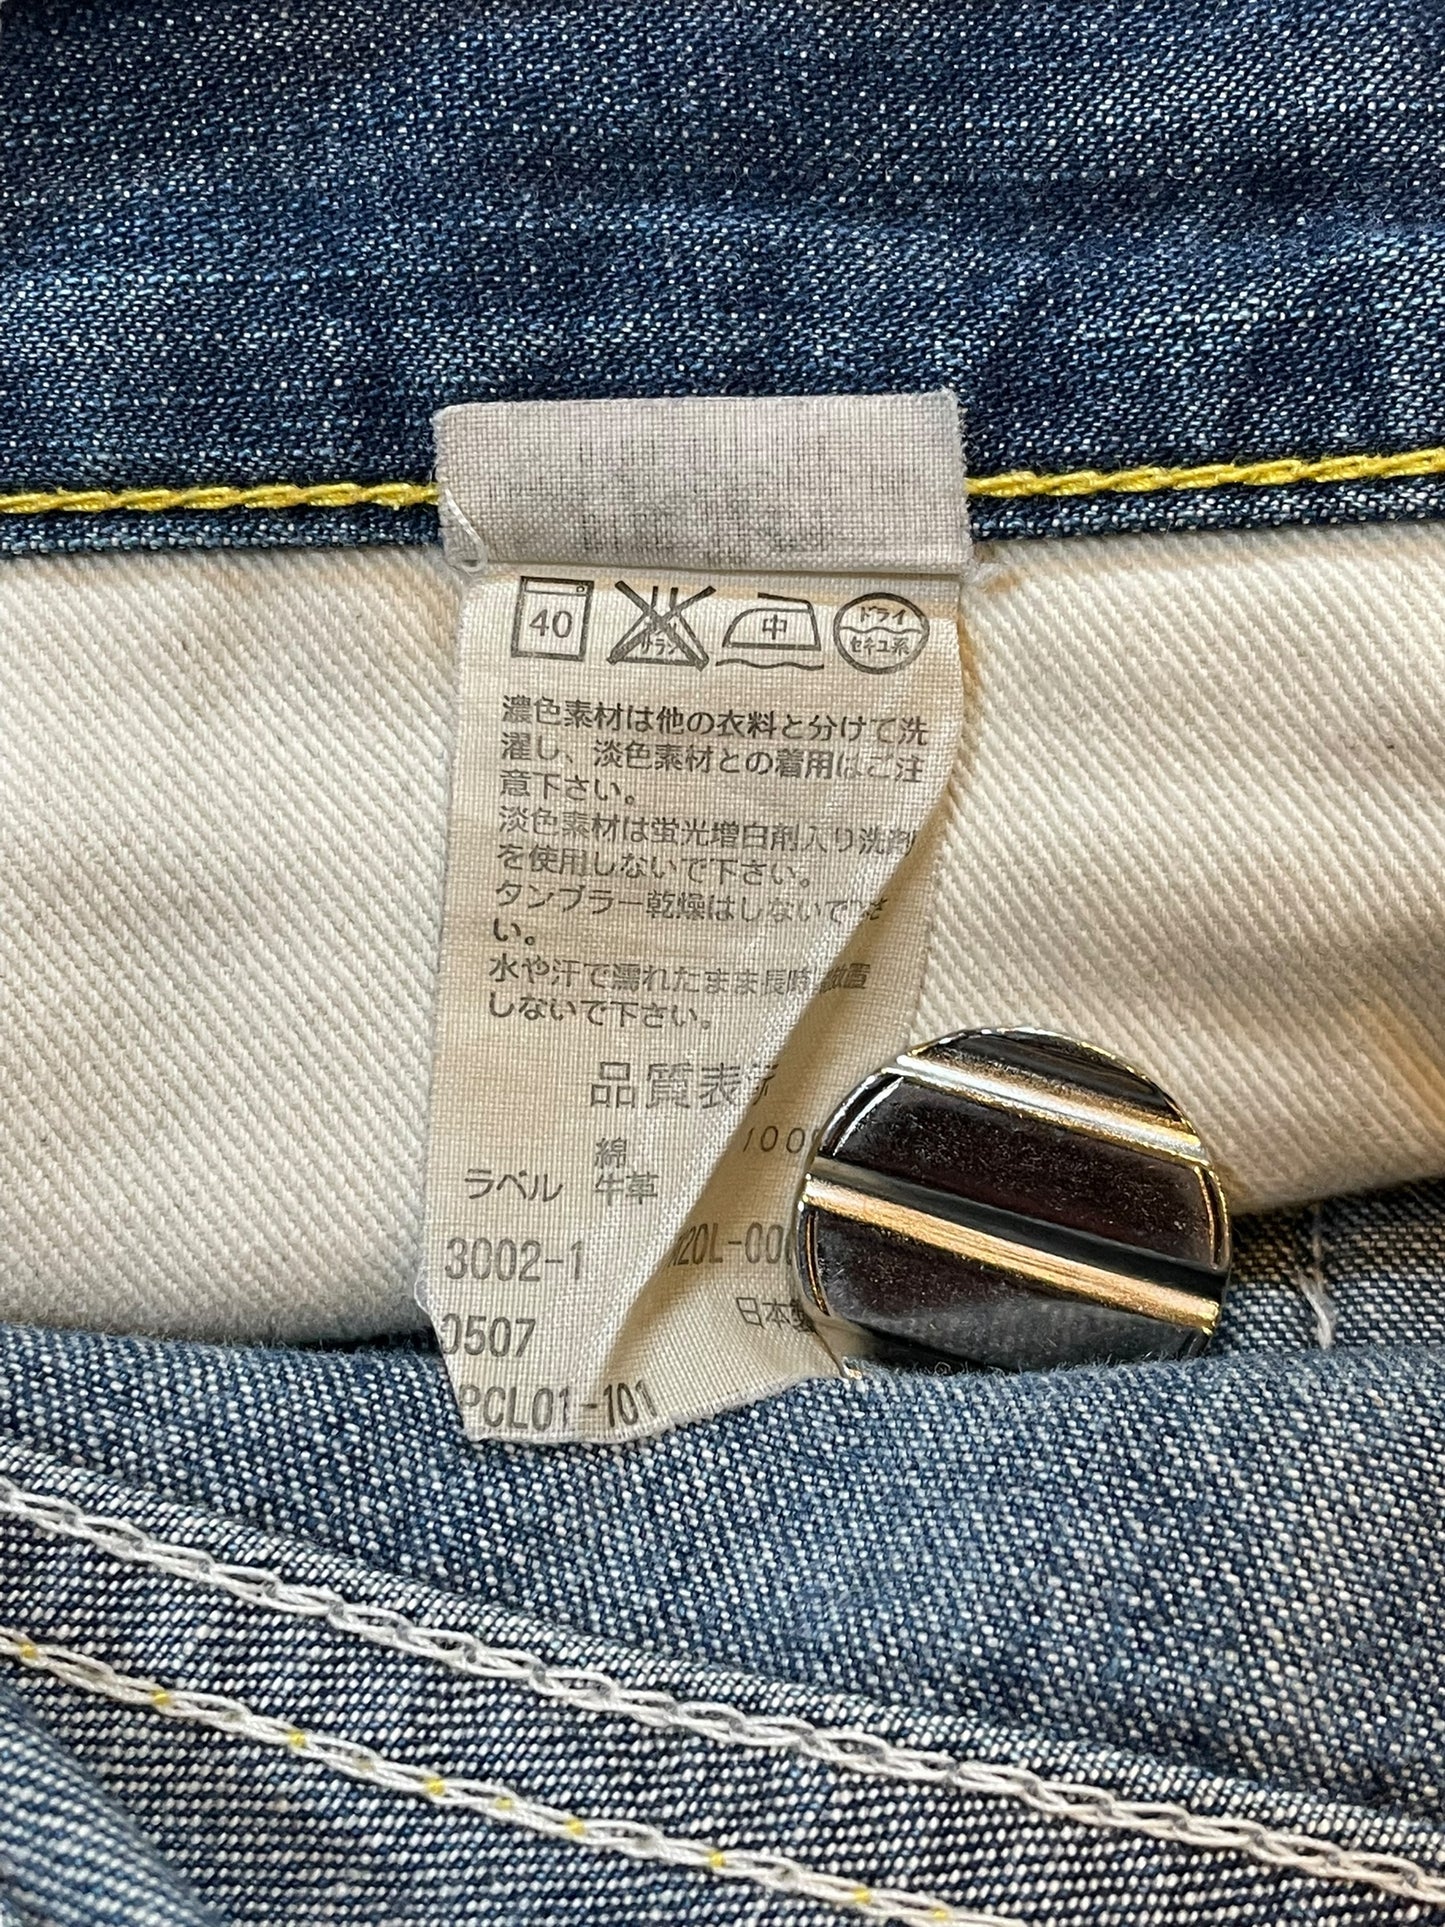 40
中
ドライ
セキユ系
濃色素材は他の衣料と分けて洗
濯し、淡色素材との着用はご注
意下さい。
淡色素材は蛍光増白剤入り洗剤
を使用しないで下さい。
タンブラー乾燥はしないで下さ
い。
水や汗で濡れたまま長時間放置
しないで下さい。
品質表示
綿 100%
ラベル 牛革
3002-1 20L-00
0507 日本製
PCL01-101